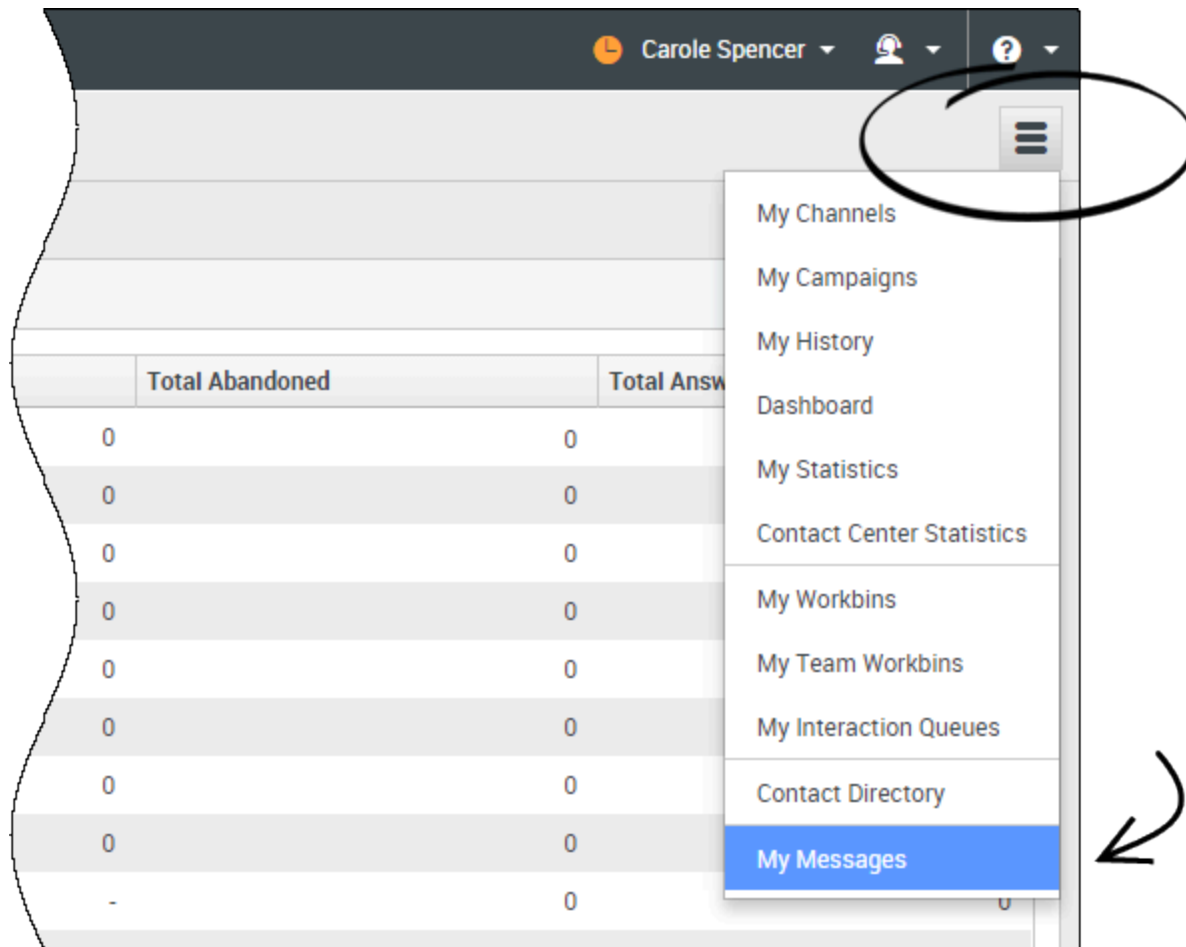 Carole Spencer
?
My Channels
My Campaigns
My History
Total Abandoned Total Answ
Dashboard
0 0
My Statistics
0 0
Contact Center Statistics
0 0
My Workbins
0 0
My Team Workbins
0 0
My Interaction Queues
0 0
0 0
Contact Directory
0 0
My Messages
- 0 0